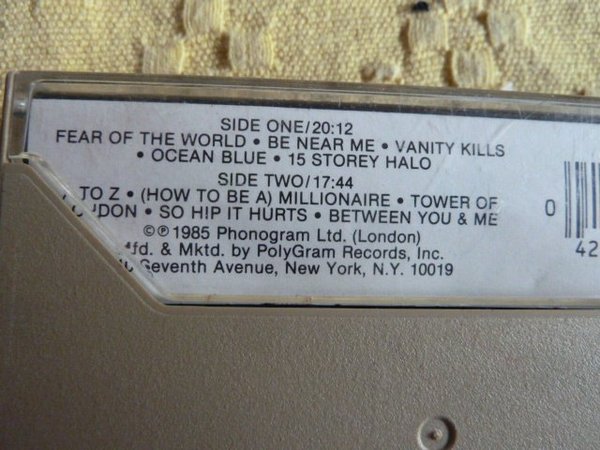 SIDE ONE/20:12
FEAR OF THE WORLD • BE NEAR ME • VANITY KILLS
• OCEAN BLUE • 15 STOREY HALO
SIDE TWO/17:44
TO Z • (HOW TO BE A) MILLIONAIRE • TOWER OF
• SO HIP IT HURTS • BETWEEN YOU & ME
©℗ 1985 Phonogram Ltd. (London)
& Mktd. by PolyGram Records, Inc.
Seventh Avenue, New York, N.Y. 10019
0
42